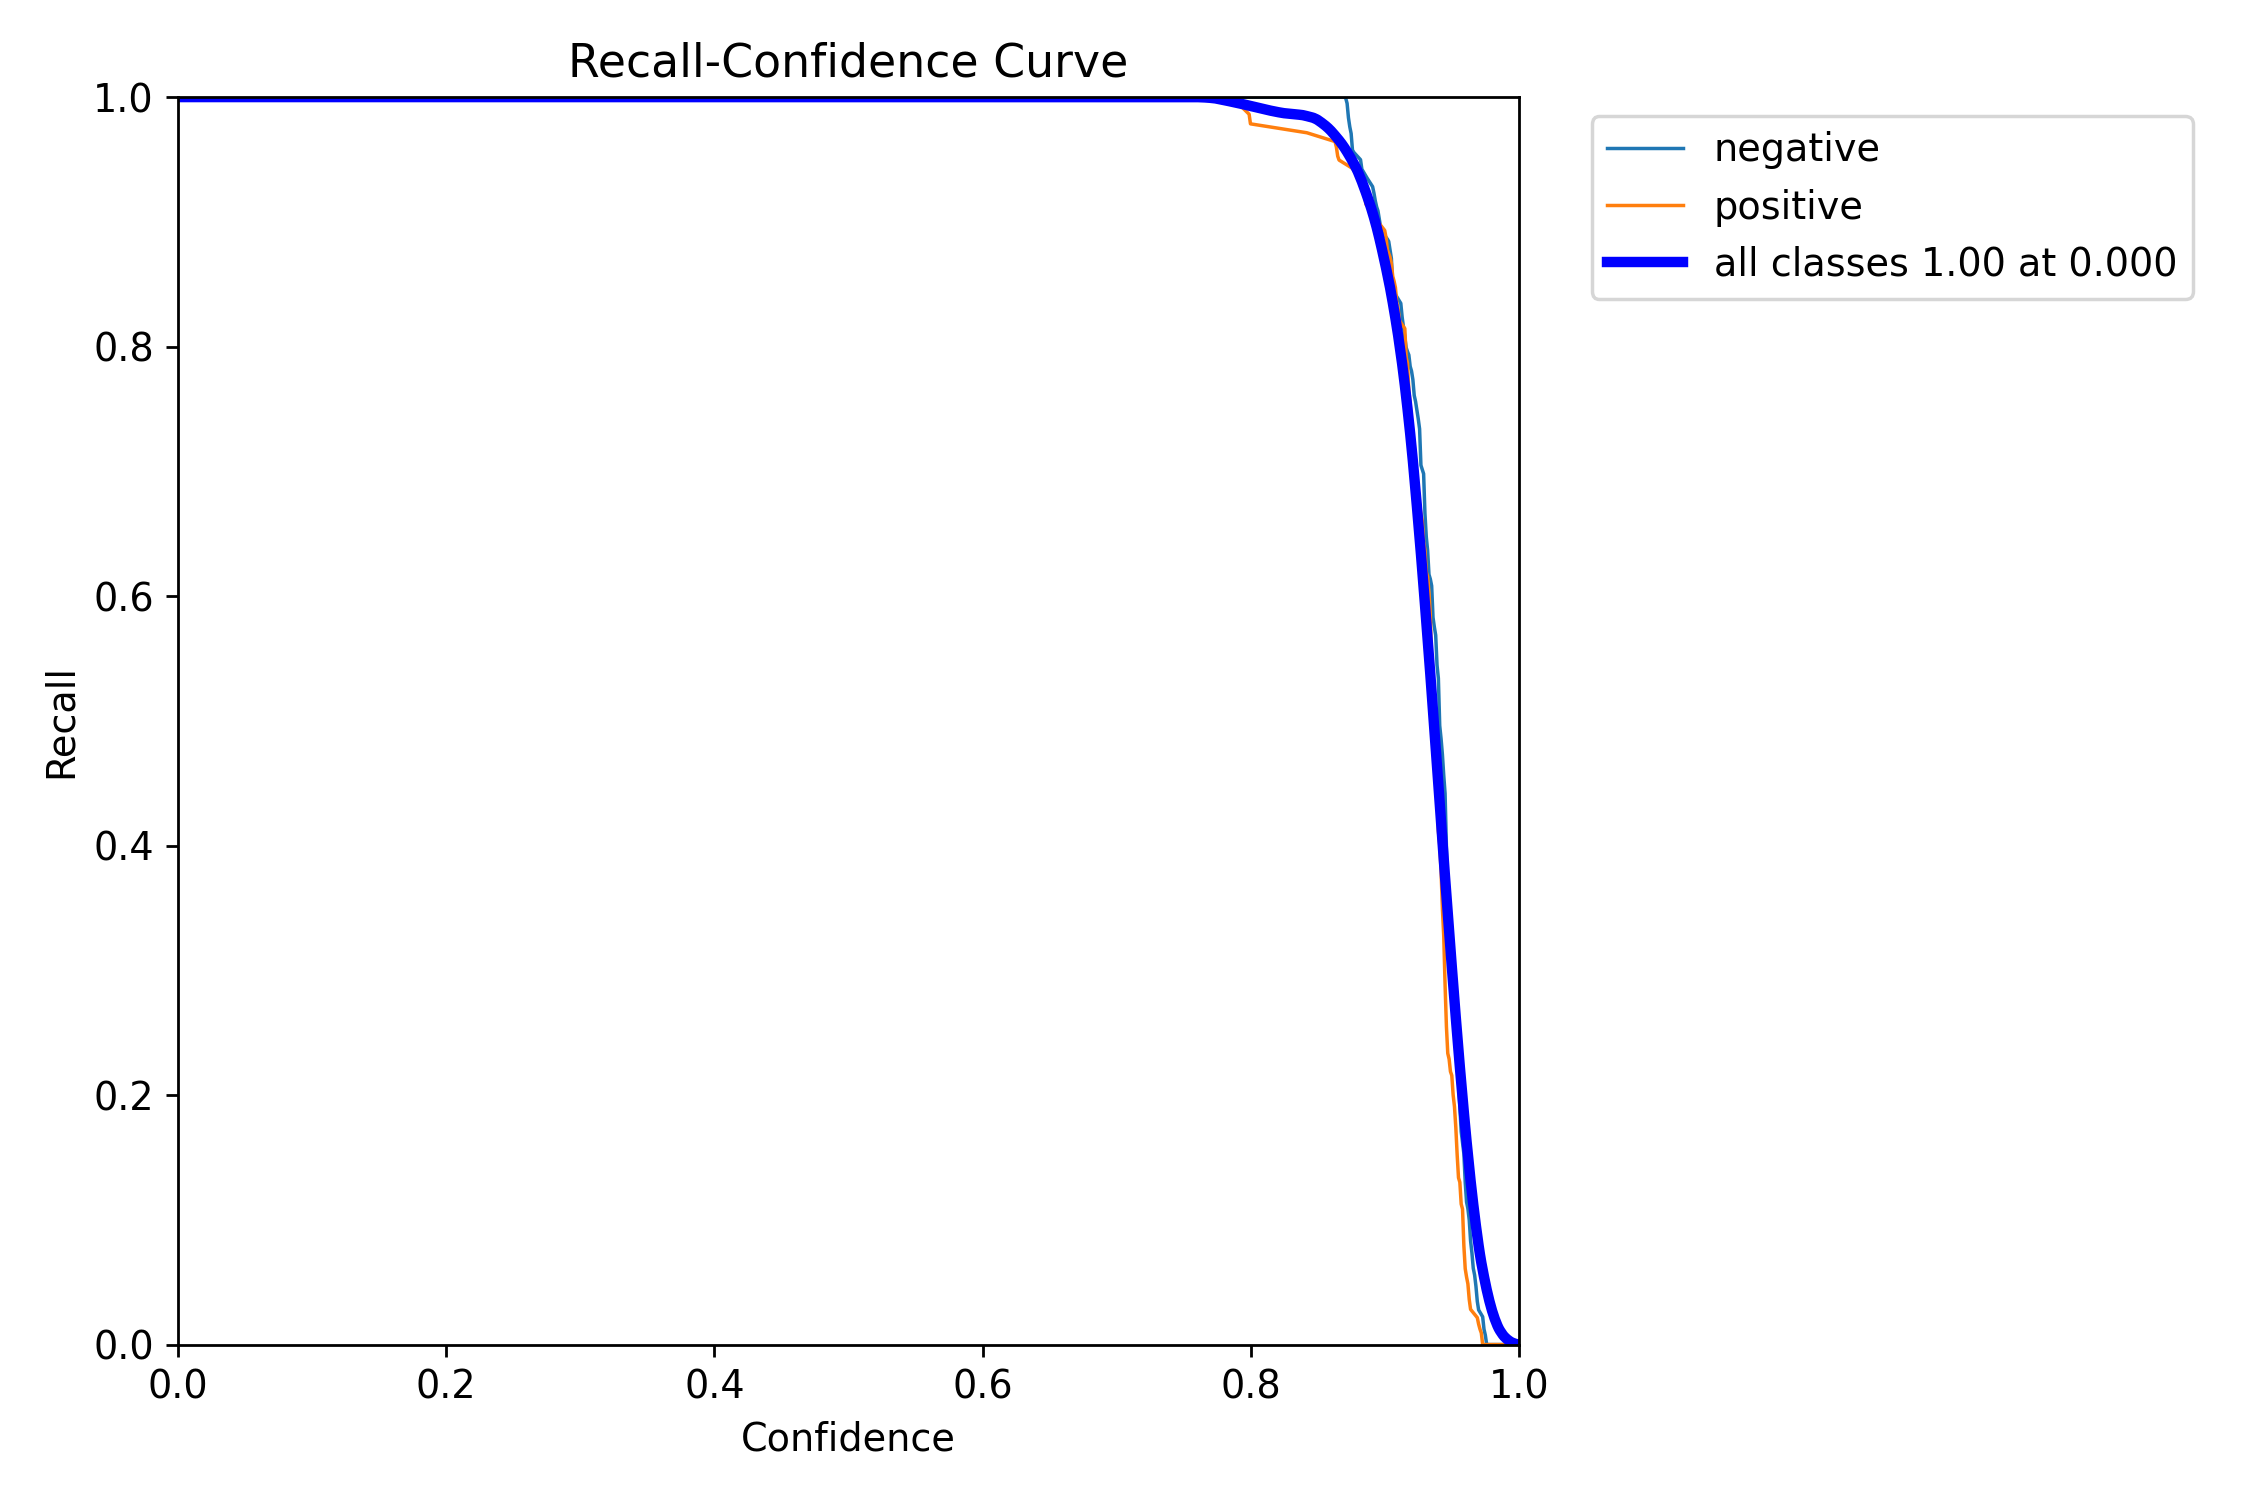 Recall-Confidence Curve
1.0
0.8
0.6
0.4
0.2
0.0
Recall
0.0 0.2 0.4 0.6 0.8 1.0
Confidence
negative
positive
all classes 1.00 at 0.000